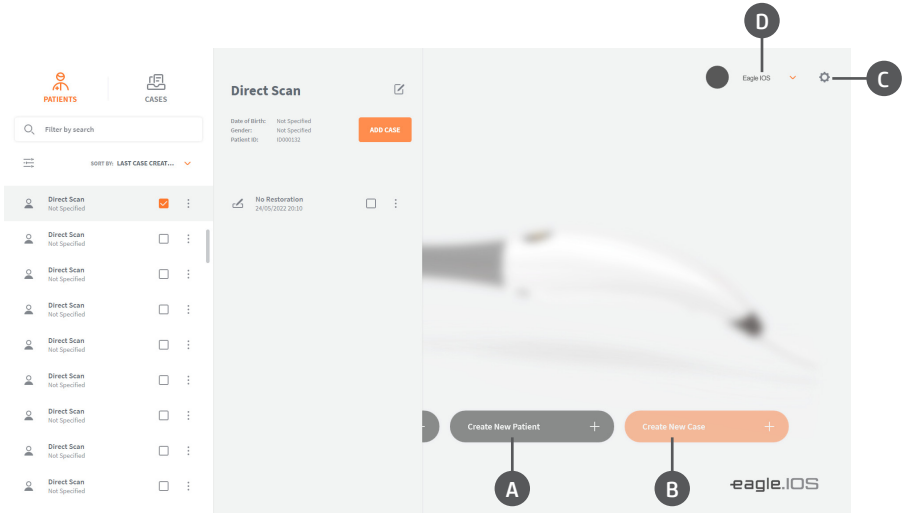 D
Eagle IOS
C
PATIENTS
CASES
Filter by search
SORT BY: LAST CASE CREAT...
Direct Scan
Not Specified
Direct Scan
Not Specified
Direct Scan
Not Specified
Direct Scan
Not Specified
Direct Scan
Not Specified
Direct Scan
Not Specified
Direct Scan
Not Specified
Direct Scan
Not Specified
Direct Scan
Not Specified
Direct Scan
Date of Birth: Not Specified
Gender: Not Specified
Patient ID: ID000132
ADD CASE
No Restoration
24/05/2022 20:10
Create New Patient
Create New Case
A
B
eagle.IOS